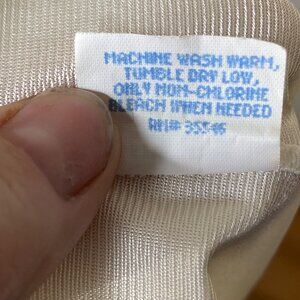 MACHINE WASH WARM,
TUMBLE DRY LOW,
ONLY NON-CHLORINE
BLEACH WHEN NEEDED
RN# 35546